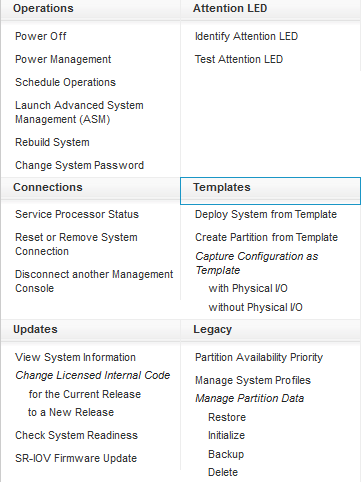 Operations
Power Off
Power Management
Schedule Operations
Launch Advanced System
Management (ASM)
Rebuild System
Change System Password
Attention LED
Identify Attention LED
Test Attention LED
Connections
Service Processor Status
Reset or Remove System
Connection
Disconnect another Management
Console
Templates
Deploy System from Template
Create Partition from Template
Capture Configuration as
Template
with Physical I/O
without Physical I/O
Updates
View System Information
Change Licensed Internal Code
for the Current Release
to a New Release
Check System Readiness
SR-IOV Firmware Update
Legacy
Partition Availability Priority
Manage System Profiles
Manage Partition Data
Restore
Initialize
Backup
Delete